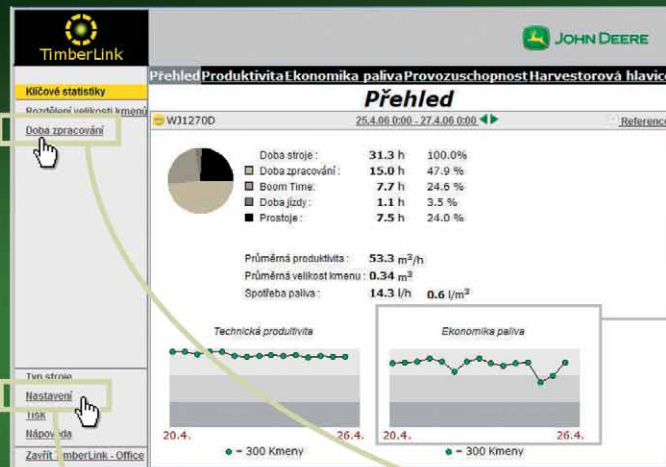 TimberLink
JOHN DEERE
Přehled Produktivita Ekonomika paliva Provozuschopnost Harvestorová hlavice
Klíčové statistiky
Rozdělení velikosti kmenů
Doba zpracování
Přehled
WJ1270D 25.4.06 0:00 - 27.4.06 0:00 Reference
Doba stroje : 31.3 h 100.0%
Doba zpracování : 15.0 h 47.9 %
Boom Time: 7.7 h 24.6 %
Doba jízdy : 1.1 h 3.5 %
Prostoje : 7.5 h 24.0 %
Průměrná produktivita : 53.3 m³/h
Průměrná velikost kmenu : 0.34 m³
Spotřeba paliva : 14.3 l/h 0.6 l/m³
Technická produltivita
Ekonomika paliva
20.4. 26.4.
20.4. 26.4.
= 300 Kmeny
= 300 Kmeny
Typ stroje
Nastavení
Tisk
Nápověda
Zavřít TimberLink - Office